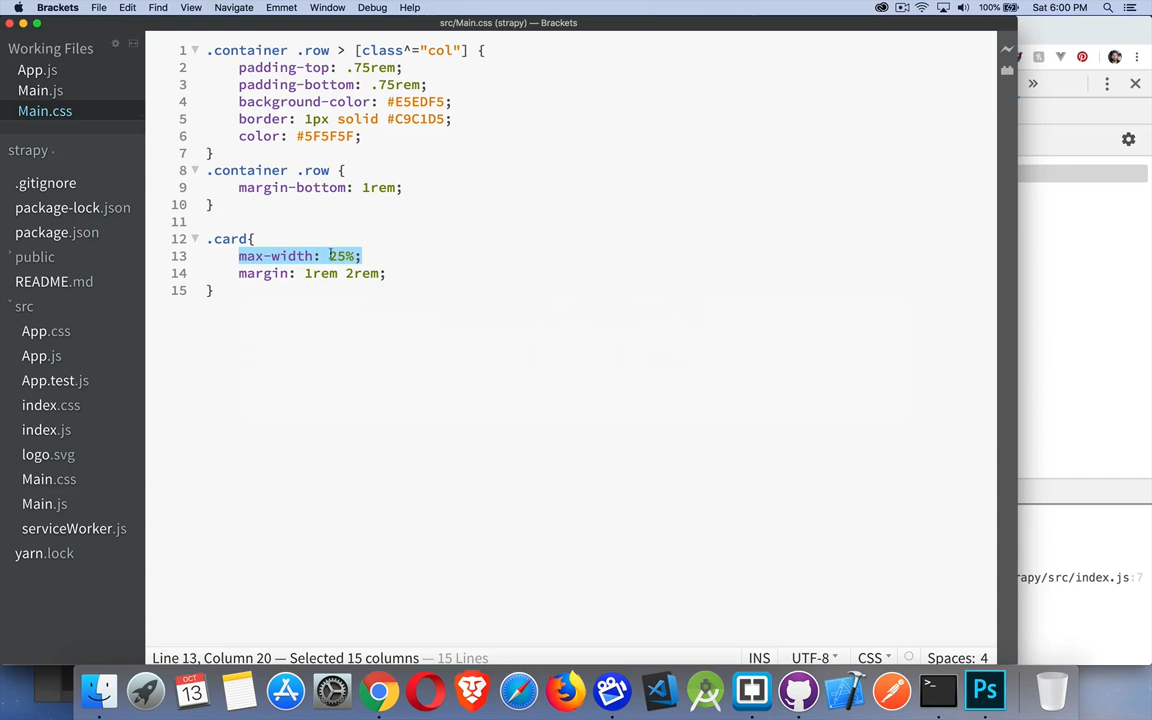 Brackets File Edit Find View Navigate Emmet Window Debug Help
100% Sat 6:00 PM
src/Main.css (strapy) — Brackets
Working Files
App.js
Main.js
Main.css
strapy
.gitignore
package-lock.json
package.json
public
README.md
src
App.css
App.js
App.test.js
index.css
index.js
logo.svg
Main.css
Main.js
serviceWorker.js
yarn.lock
1 .container .row > [class^="col"] {
2 padding-top: .75rem;
3 padding-bottom: .75rem;
4 background-color: #E5EDF5;
5 border: 1px solid #C9C1D5;
6 color: #5F5F5F;
7 }
8 .container .row {
9 margin-bottom: 1rem;
10 }
11
12 .card{
13 max-width: 25%;
14 margin: 1rem 2rem;
15 }
»
rapy/src/index.js:7
Line 13, Column 20 — Selected 15 columns — 15 Lines
INS UTF-8 CSS Spaces: 4
OCT
13
Ps